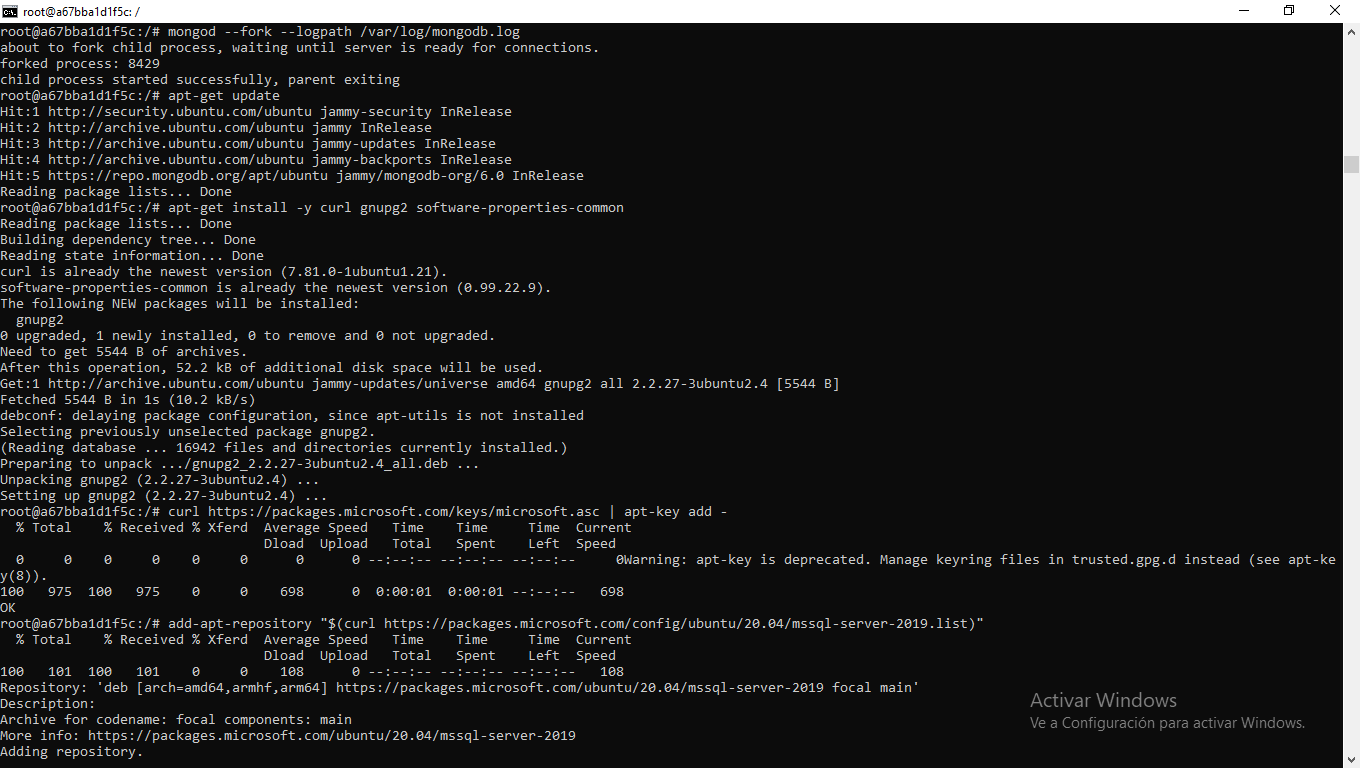 root@a67bba1d1f5c: /
root@a67bba1d1f5c:/# mongod --fork --logpath /var/log/mongodb.log
about to fork child process, waiting until server is ready for connections.
forked process: 8429
child process started successfully, parent exiting
root@a67bba1d1f5c:/# apt-get update
Hit:1 http://security.ubuntu.com/ubuntu jammy-security InRelease
Hit:2 http://archive.ubuntu.com/ubuntu jammy InRelease
Hit:3 http://archive.ubuntu.com/ubuntu jammy-updates InRelease
Hit:4 http://archive.ubuntu.com/ubuntu jammy-backports InRelease
Hit:5 https://repo.mongodb.org/apt/ubuntu jammy/mongodb-org/6.0 InRelease
Reading package lists... Done
root@a67bba1d1f5c:/# apt-get install -y curl gnupg2 software-properties-common
Reading package lists... Done
Building dependency tree... Done
Reading state information... Done
curl is already the newest version (7.81.0-1ubuntu1.21).
software-properties-common is already the newest version (0.99.22.9).
The following NEW packages will be installed:
  gnupg2
0 upgraded, 1 newly installed, 0 to remove and 0 not upgraded.
Need to get 5544 B of archives.
After this operation, 52.2 kB of additional disk space will be used.
Get:1 http://archive.ubuntu.com/ubuntu jammy-updates/universe amd64 gnupg2 all 2.2.27-3ubuntu2.4 [5544 B]
Fetched 5544 B in 1s (10.2 kB/s)
debconf: delaying package configuration, since apt-utils is not installed
Selecting previously unselected package gnupg2.
(Reading database ... 16942 files and directories currently installed.)
Preparing to unpack .../gnupg2_2.2.27-3ubuntu2.4_all.deb ...
Unpacking gnupg2 (2.2.27-3ubuntu2.4) ...
Setting up gnupg2 (2.2.27-3ubuntu2.4) ...
root@a67bba1d1f5c:/# curl https://packages.microsoft.com/keys/microsoft.asc | apt-key add -
  % Total    % Received % Xferd  Average Speed   Time    Time     Time  Current
                                 Dload  Upload   Total   Spent    Left  Speed
  0     0    0     0    0     0      0      0 --:--:-- --:--:-- --:--:--     0Warning: apt-key is deprecated. Manage keyring files in trusted.gpg.d instead (see apt-ke
y(8)).
100   975  100   975    0     0    698      0  0:00:01  0:00:01 --:--:--   698
OK
root@a67bba1d1f5c:/# add-apt-repository "$(curl https://packages.microsoft.com/config/ubuntu/20.04/mssql-server-2019.list)"
  % Total    % Received % Xferd  Average Speed   Time    Time     Time  Current
                                 Dload  Upload   Total   Spent    Left  Speed
100   101  100   101    0     0    108      0 --:--:-- --:--:-- --:--:--   108
Repository: 'deb [arch=amd64,armhf,arm64] https://packages.microsoft.com/ubuntu/20.04/mssql-server-2019 focal main'
Description:
Archive for codename: focal components: main
More info: https://packages.microsoft.com/ubuntu/20.04/mssql-server-2019
Adding repository.
Activar Windows
Ve a Configuración para activar Windows.